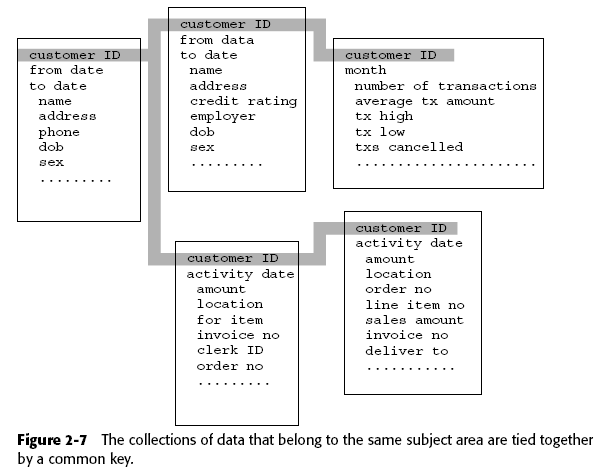 customer ID
from date
to date
name
address
phone
dob
sex
.........
customer ID
from data
to date
name
address
credit rating
employer
dob
sex
.........
customer ID
month
number of transactions
average tx amount
tx high
tx low
txs cancelled
......................
customer ID
activity date
amount
location
for item
invoice no
clerk ID
order no
.........
customer ID
activity date
amount
location
order no
line item no
sales amount
invoice no
deliver to
...........
Figure 2-7 The collections of data that belong to the same subject area are tied together
by a common key.